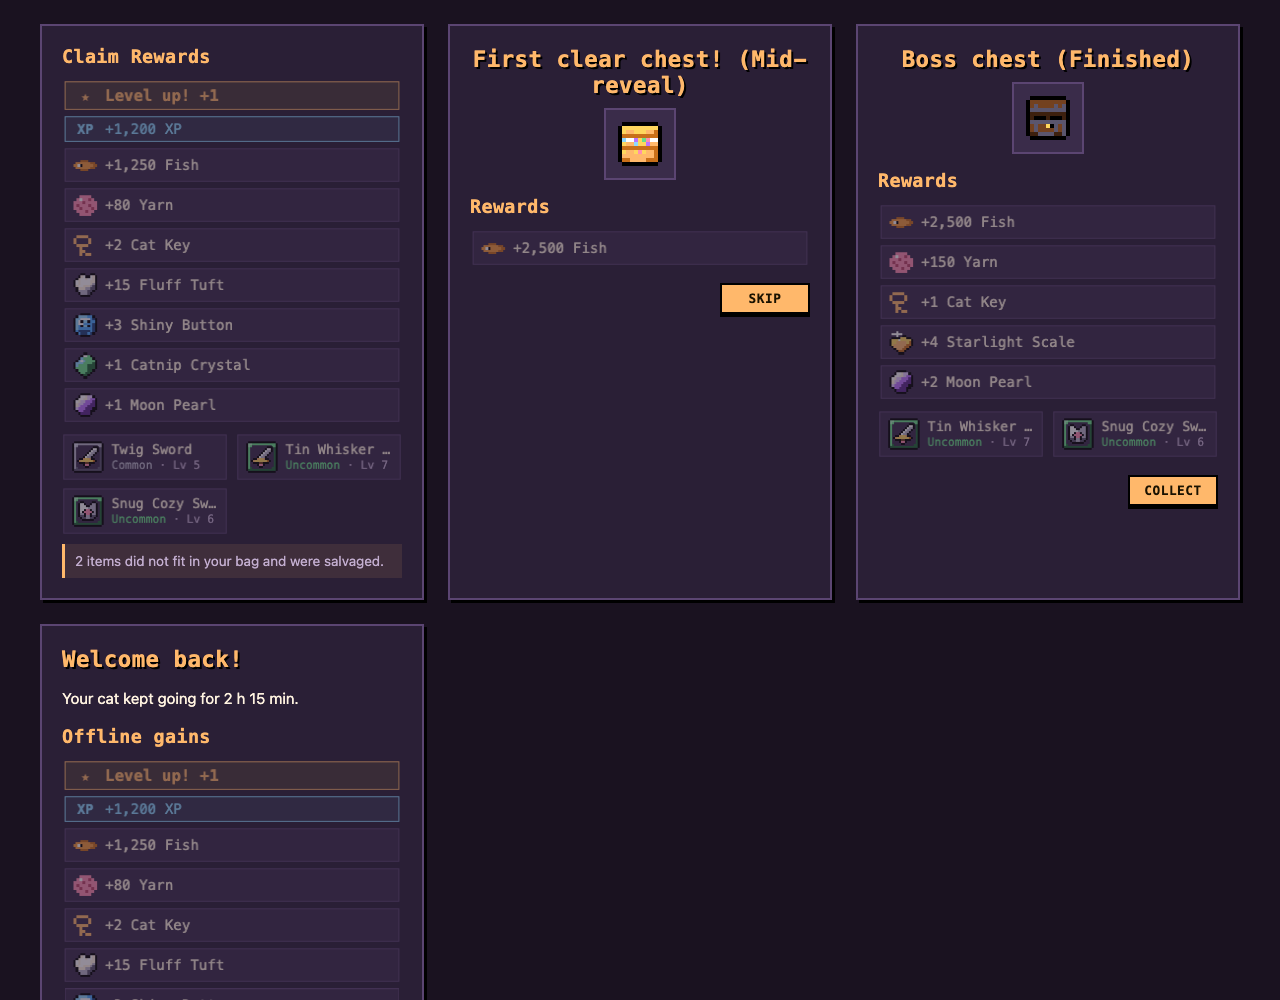 Claim Rewards
★ Level up! +1
XP +1,200 XP
+1,250 Fish
+80 Yarn
+2 Cat Key
+15 Fluff Tuft
+3 Shiny Button
+1 Catnip Crystal
+1 Moon Pearl
Twig Sword
Common · Lv 5
Tin Whisker …
Uncommon · Lv 7
Snug Cozy Sw…
Uncommon · Lv 6
2 items did not fit in your bag and were salvaged.
First clear chest! (Mid-
reveal)
Rewards
+2,500 Fish
SKIP
Boss chest (Finished)
Rewards
+2,500 Fish
+150 Yarn
+1 Cat Key
+4 Starlight Scale
+2 Moon Pearl
Tin Whisker …
Uncommon · Lv 7
Snug Cozy Sw…
Uncommon · Lv 6
COLLECT
Welcome back!
Your cat kept going for 2 h 15 min.
Offline gains
★ Level up! +1
XP +1,200 XP
+1,250 Fish
+80 Yarn
+2 Cat Key
+15 Fluff Tuft